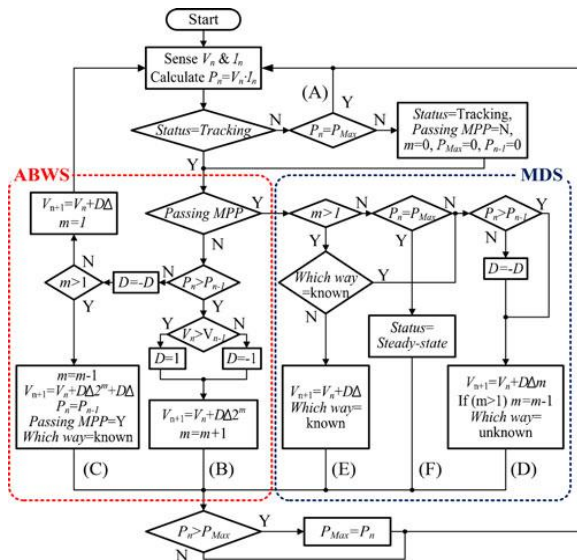 Start
Sense Vn & In
Calculate Pn=Vn·In
(A)
Y
Status=Tracking
N
Pn=PMax
N
Status=Tracking,
Passing MPP=N,
m=0, PMax=0, Pn-1=0
Y
ABWS
MDS
Vn+1=Vn+DΔ
m=1
Passing MPP
Y
m>1
N
Pn=PMax
N
Pn>Pn-1
Y
N
N
Y
Y
N
m>1
D=-D
N
Pn>Pn-1
Which way
=known
Y
D=-D
Y
Y
Y
Vn>Vn-1
N
N
D=1
D=-1
Status=
Steady-state
m=m-1
Vn+1=Vn+DΔ2m+DΔ
Pn=Pn-1
Passing MPP=Y
Which way=known
Vn+1=Vn+DΔ2m
m=m+1
Vn+1=Vn+DΔ
Which way=
known
Vn+1=Vn+DΔm
If (m>1) m=m-1
Which way=
unknown
(C)
(B)
(E)
(F)
(D)
Pn>PMax
Y
PMax=Pn
N